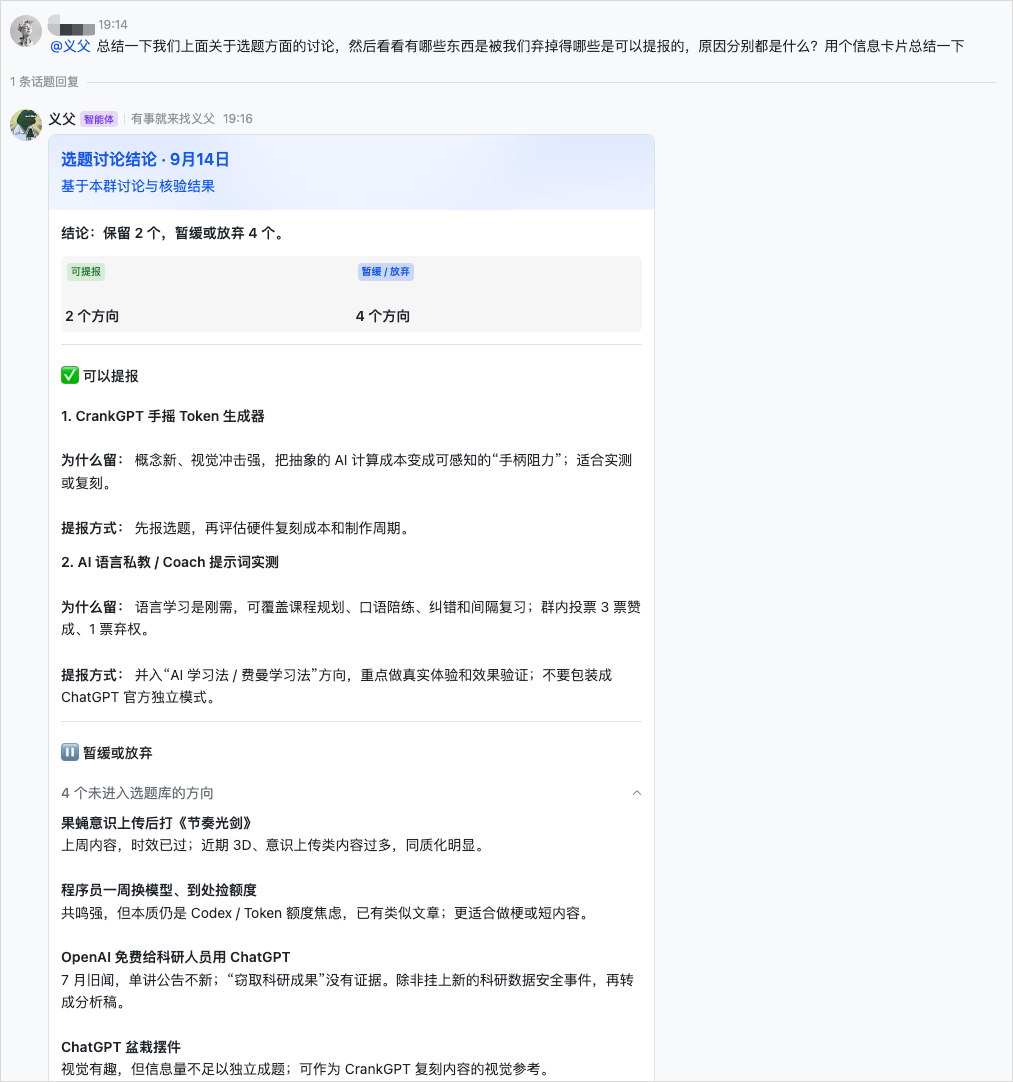 19:14
@义父 总结一下我们上面关于选题方面的讨论，然后看看有哪些东西是被我们弃掉得哪些是可以提报的，原因分别都是什么？用个信息卡片总结一下
1 条话题回复
义父 智能体 有事就来找义父 19:16
选题讨论结论 · 9月14日
基于本群讨论与核验结果
结论：保留 2 个，暂缓或放弃 4 个。
可提报 暂缓 / 放弃
2 个方向 4 个方向
✅ 可以提报
1. CrankGPT 手摇 Token 生成器
为什么留： 概念新、视觉冲击强，把抽象的 AI 计算成本变成可感知的“手柄阻力”；适合实测
或复刻。
提报方式： 先报选题，再评估硬件复刻成本和制作周期。
2. AI 语言私教 / Coach 提示词实测
为什么留： 语言学习是刚需，可覆盖课程规划、口语陪练、纠错和间隔复习；群内投票 3 票赞
成、1 票弃权。
提报方式： 并入“AI 学习法 / 费曼学习法”方向，重点做真实体验和效果验证；不要包装成
ChatGPT 官方独立模式。
⏸️ 暂缓或放弃
4 个未进入选题库的方向
果蝇意识上传后打《节奏光剑》
上周内容，时效已过；近期 3D、意识上传类内容过多，同质化明显。
程序员一周换模型、到处捡额度
共鸣强，但本质仍是 Codex / Token 额度焦虑，已有类似文章；更适合做梗或短内容。
OpenAI 免费给科研人员用 ChatGPT
7 月旧闻，单讲公告不新；“窃取科研成果”没有证据。除非挂上新的科研数据安全事件，再转
成分析稿。
ChatGPT 盆栽摆件
视觉有趣，但信息量不足以独立成题；可作为 CrankGPT 复刻内容的视觉参考。